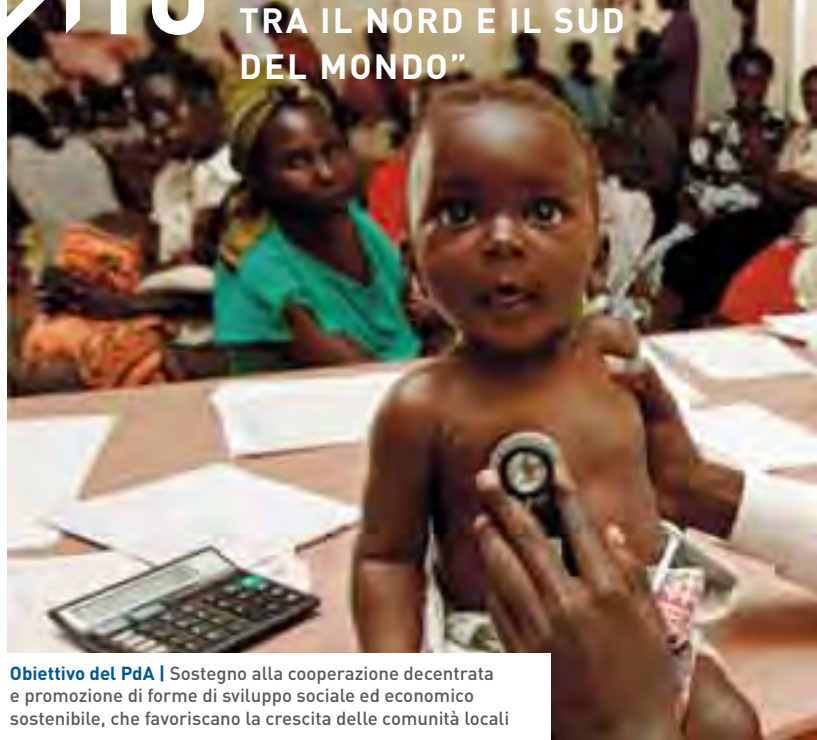 TRA IL NORD E IL SUD
DEL MONDO”
Obiettivo del PdA | Sostegno alla cooperazione decentrata
e promozione di forme di sviluppo sociale ed economico
sostenibile, che favoriscano la crescita delle comunità locali